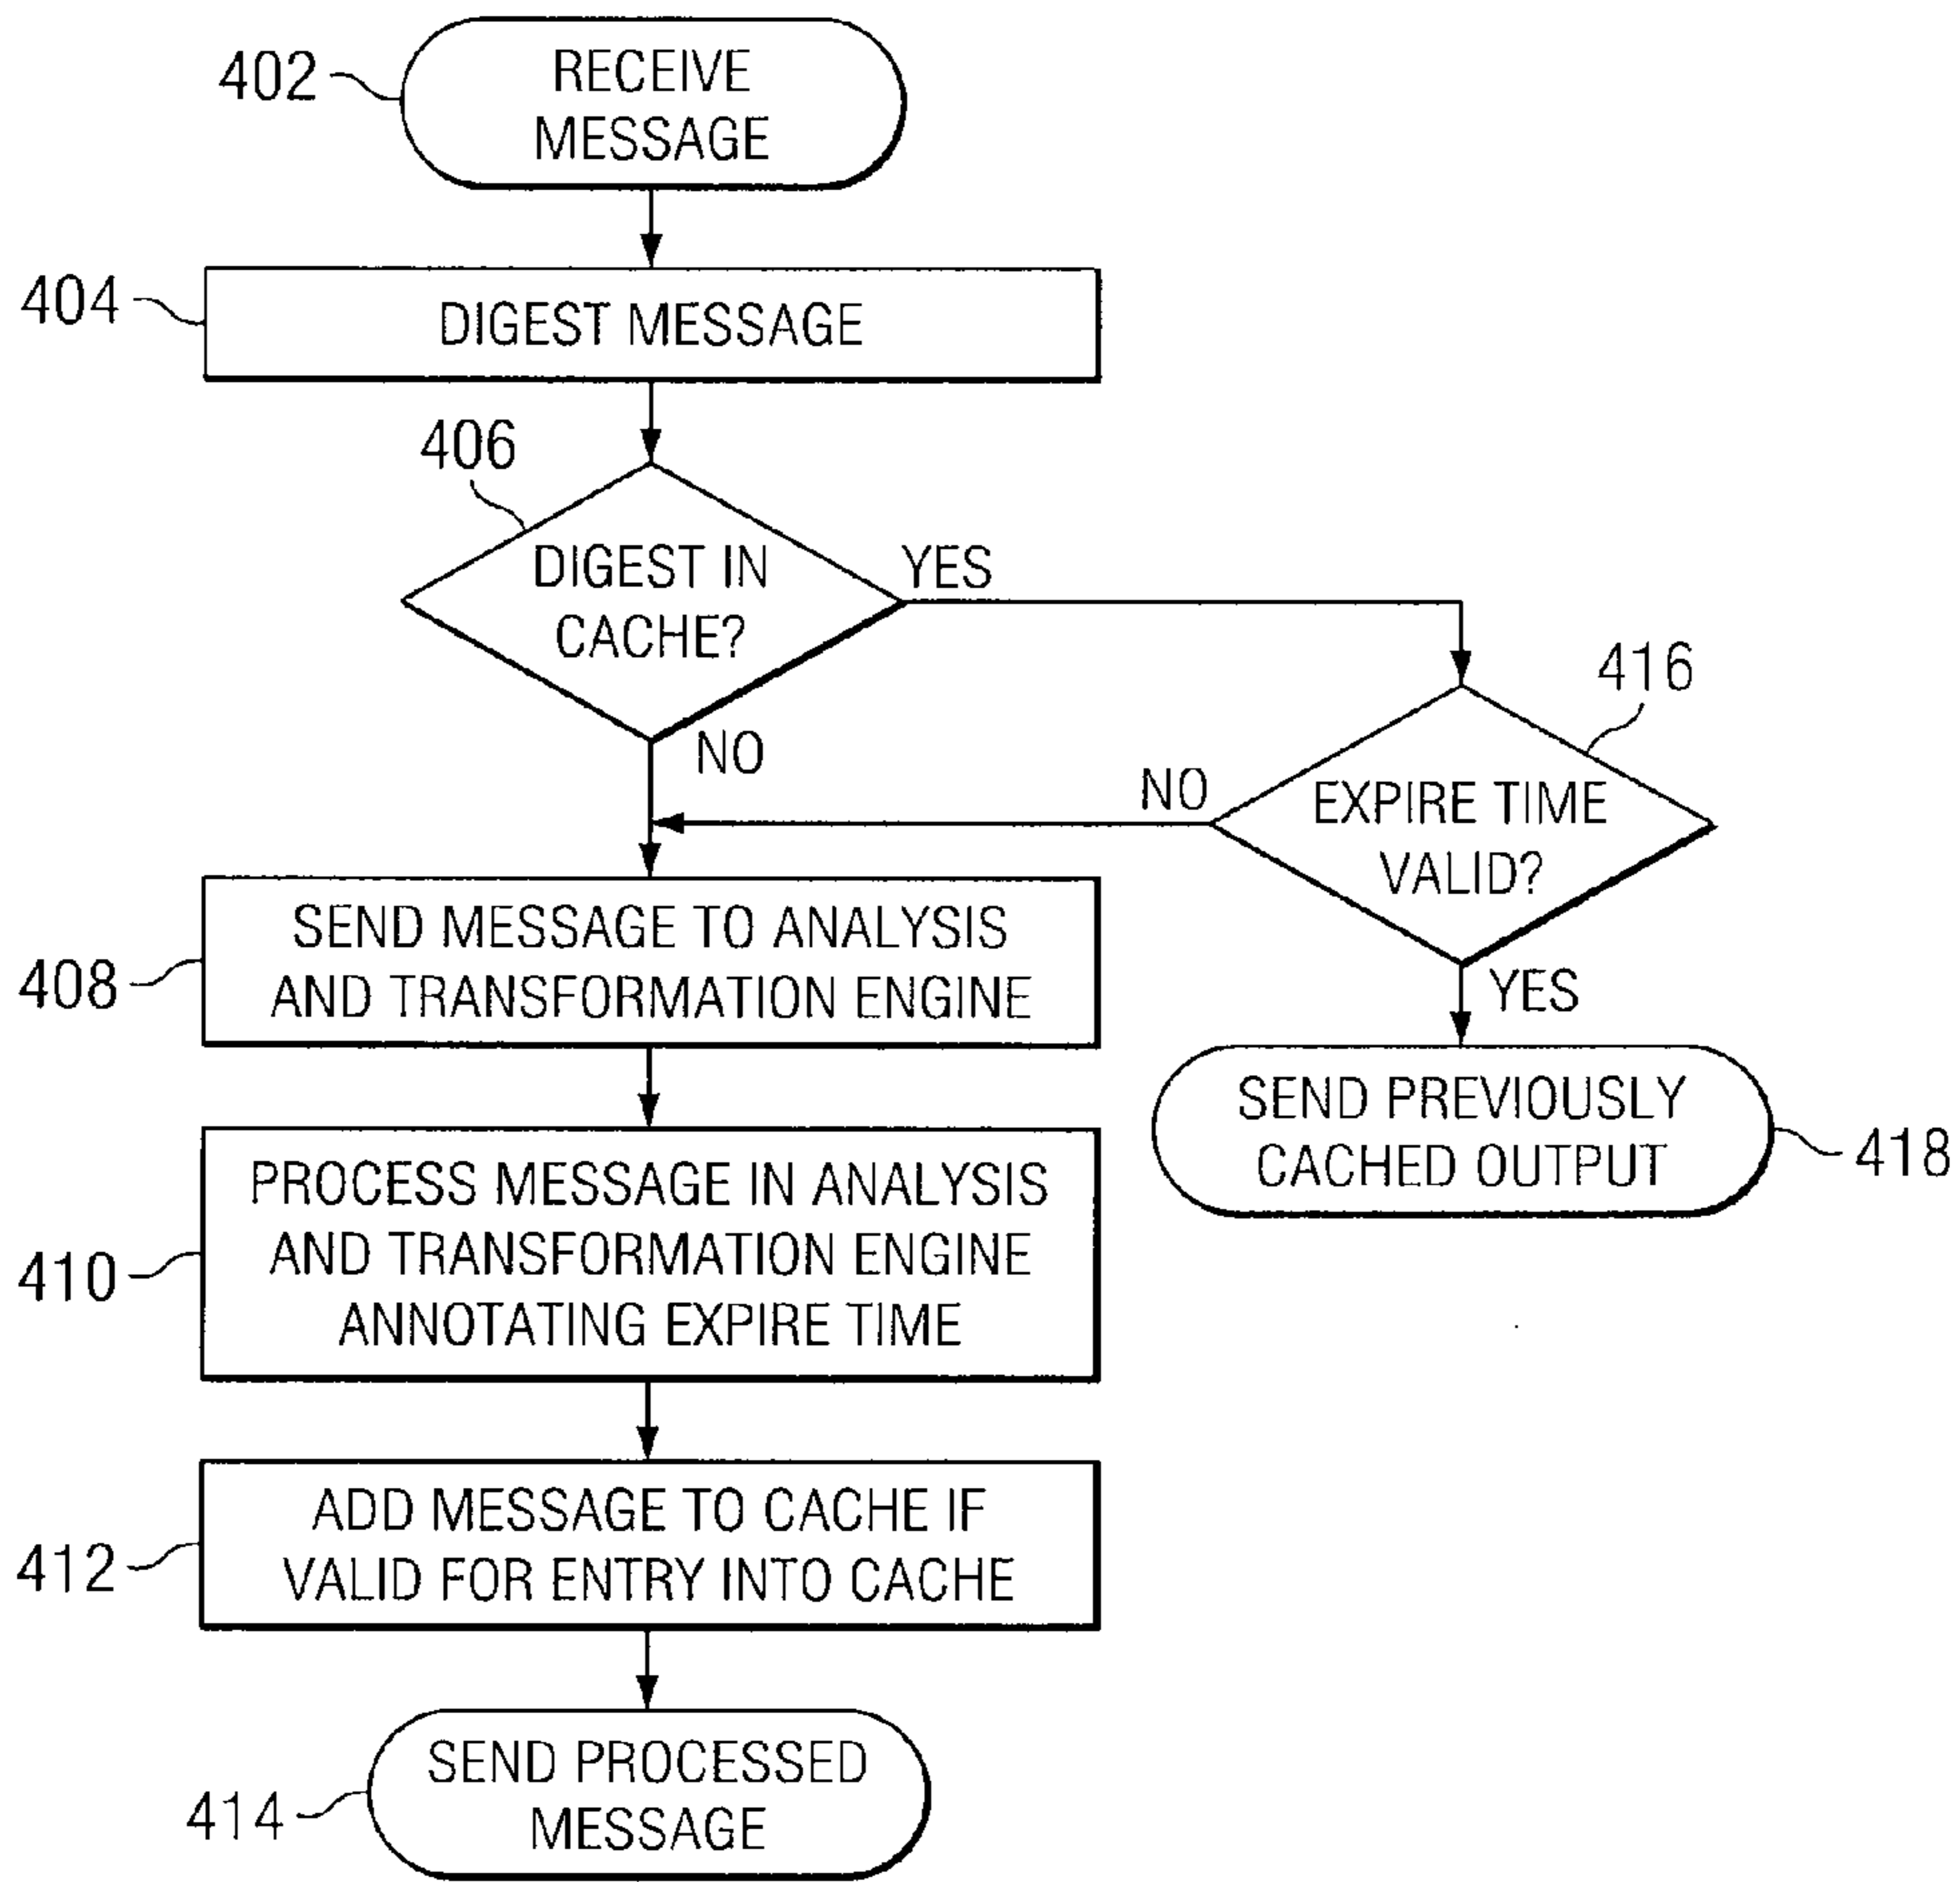 402
RECEIVE
MESSAGE
404
DIGEST MESSAGE
406
DIGEST IN
CACHE?
YES
NO
416
EXPIRE TIME
VALID?
NO
YES
408
SEND MESSAGE TO ANALYSIS
AND TRANSFORMATION ENGINE
SEND PREVIOUSLY
CACHED OUTPUT
418
410
PROCESS MESSAGE IN ANALYSIS
AND TRANSFORMATION ENGINE
ANNOTATING EXPIRE TIME
412
ADD MESSAGE TO CACHE IF
VALID FOR ENTRY INTO CACHE
414
SEND PROCESSED
MESSAGE